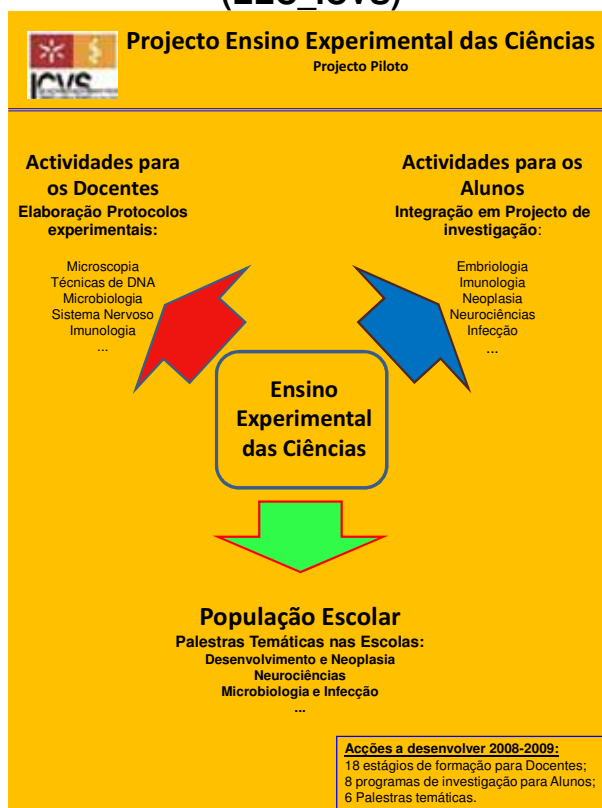 (EEC_ICVS)
Projecto Ensino Experimental das Ciências
Projecto Piloto
ICVS
Actividades para
os Docentes
Elaboração Protocolos
experimentais:
Microscopia
Técnicas de DNA
Microbiologia
Sistema Nervoso
Imunologia
...
Actividades para os
Alunos
Integração em Projecto de
investigação:
Embriologia
Imunologia
Neoplasia
Neurociências
Infecção
...
Ensino
Experimental
das Ciências
População Escolar
Palestras Temáticas nas Escolas:
Desenvolvimento e Neoplasia
Neurociências
Microbiologia e Infecção
...
Acções a desenvolver 2008-2009:
18 estágios de formação para Docentes;
8 programas de investigação para Alunos;
6 Palestras temáticas.